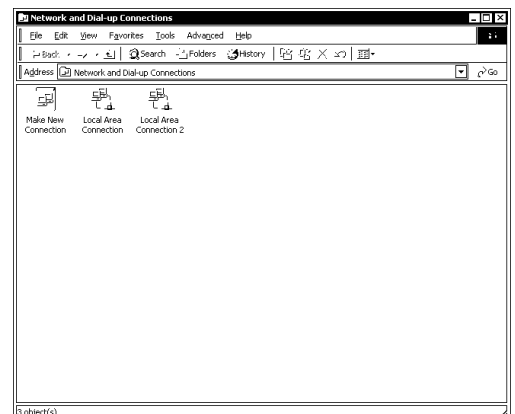 Network and Dial-up Connections
File Edit View Favorites Tools Advanced Help
Back Search Folders History
Address Network and Dial-up Connections Go
Make New Connection
Local Area Connection
Local Area Connection 2
3 object(s)